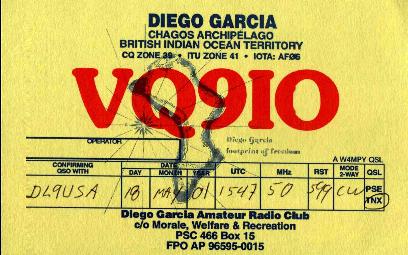 DIEGO GARCIA
CHAGOS ARCHIPELAGO
BRITISH INDIAN OCEAN TERRITORY
CQ ZONE 39 • ITU ZONE 41 • IOTA: AF06
VQ9IO
Diego Garcia
footprint of freedom
OPERATOR
A W4MPY QSL
CONFIRMING QSO WITH DAY DATE MONTH YEAR UTC MHz RST MODE 2-WAY QSL
DL9USA 18 MAY 01 1547 50 599 CW PSE TNX
Diego Garcia Amateur Radio Club
c/o Morale, Welfare & Recreation
PSC 466 Box 15
FPO AP 96595-0015